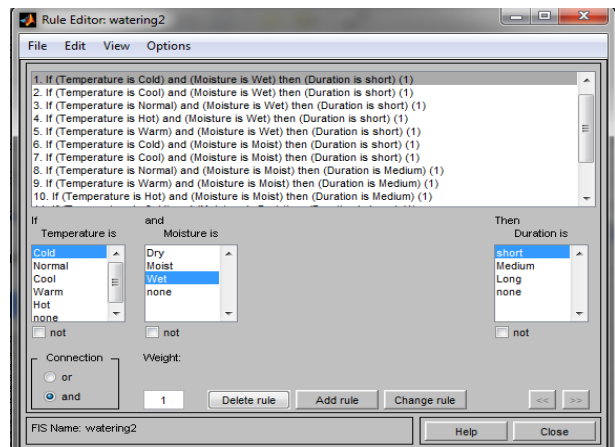 Rule Editor: watering2
File Edit View Options
1. If (Temperature is Cold) and (Moisture is Wet) then (Duration is short) (1)
2. If (Temperature is Cool) and (Moisture is Wet) then (Duration is short) (1)
3. If (Temperature is Normal) and (Moisture is Wet) then (Duration is short) (1)
4. If (Temperature is Hot) and (Moisture is Wet) then (Duration is short) (1)
5. If (Temperature is Warm) and (Moisture is Wet) then (Duration is short) (1)
6. If (Temperature is Cold) and (Moisture is Moist) then (Duration is short) (1)
7. If (Temperature is Cool) and (Moisture is Moist) then (Duration is short) (1)
8. If (Temperature is Normal) and (Moisture is Moist) then (Duration is Medium) (1)
9. If (Temperature is Warm) and (Moisture is Moist) then (Duration is Medium) (1)
10. If (Temperature is Hot) and (Moisture is Moist) then (Duration is Medium) (1)
If and Then
Temperature is Moisture is Duration is
Cold
Normal
Cool
Warm
Hot
none
Dry
Moist
Wet
none
short
Medium
Long
none
not not not
Connection
or
and
Weight:
1 Delete rule Add rule Change rule << >>
FIS Name: watering2 Help Close